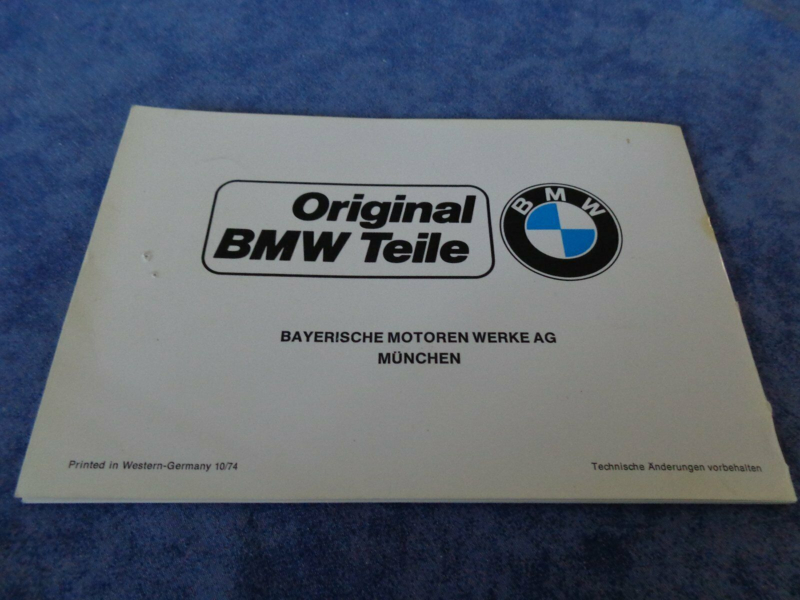 Original
BMW Teile
BMW
BAYERISCHE MOTOREN WERKE AG
MÜNCHEN
Printed in Western-Germany 10/74
Technische Änderungen vorbehalten